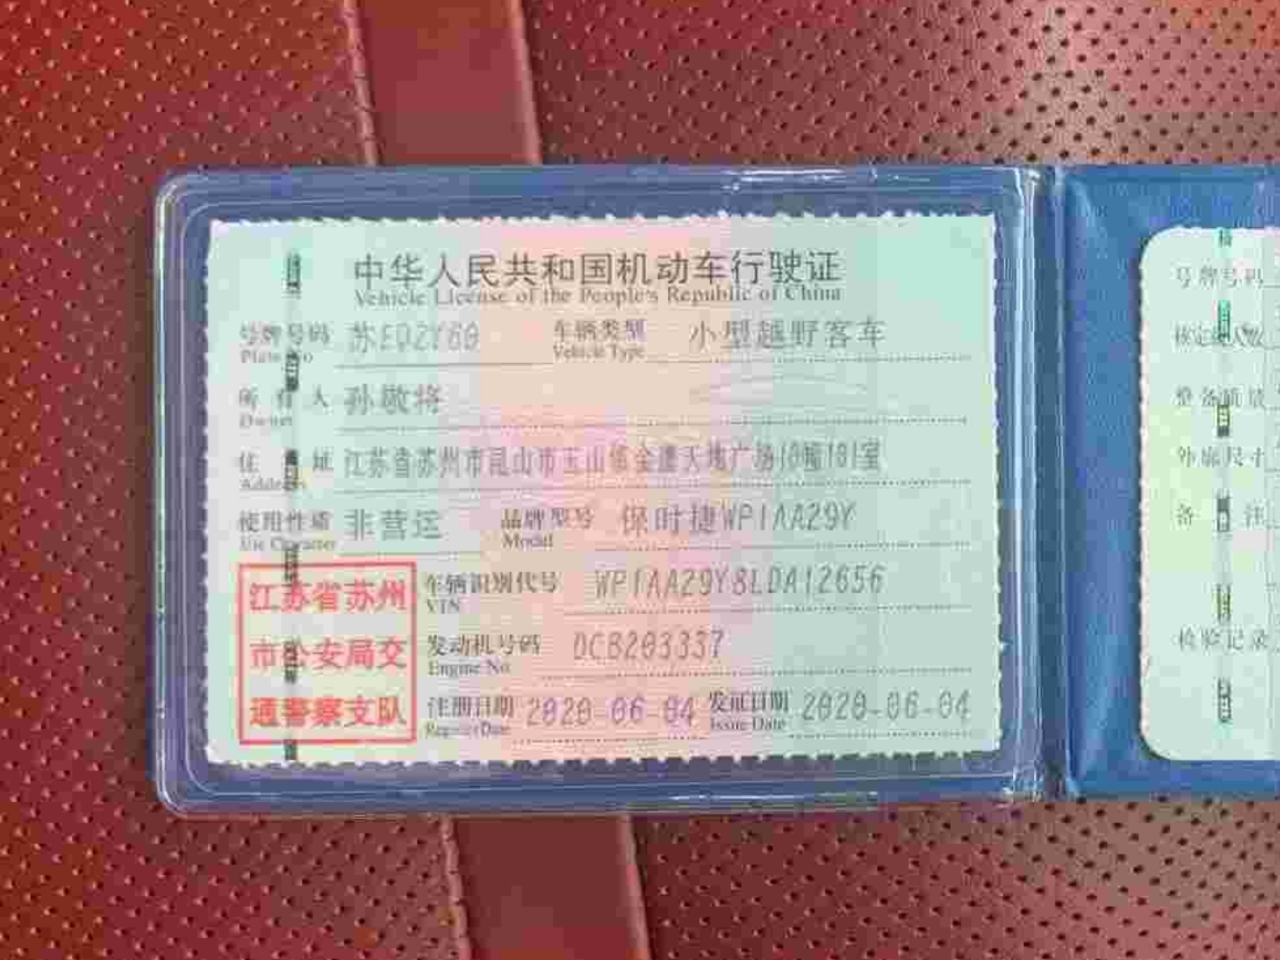 中华人民共和国机动车行驶证
Vehicle License of the People's Republic of China
号牌号码 苏E02Y60 车辆类型 小型越野客车
Plate No Vehicle Type
所有人 孙敬将
Owner
住址 江苏省苏州市昆山市玉山镇金鹰天地广场10幢101室
Address
使用性质 非营运 品牌型号 保时捷WP1AA29Y
Use Character Model
江苏省苏州
市公安局交
通警察支队
车辆识别代号 WP1AA29Y8LDA12656
VIN
发动机号码 DCB203337
Engine No
注册日期 2020-06-04 发证日期 2020-06-04
Register Date Issue Date
号牌号码
核定载人数
整备质量
外廓尺寸
备注
检验记录